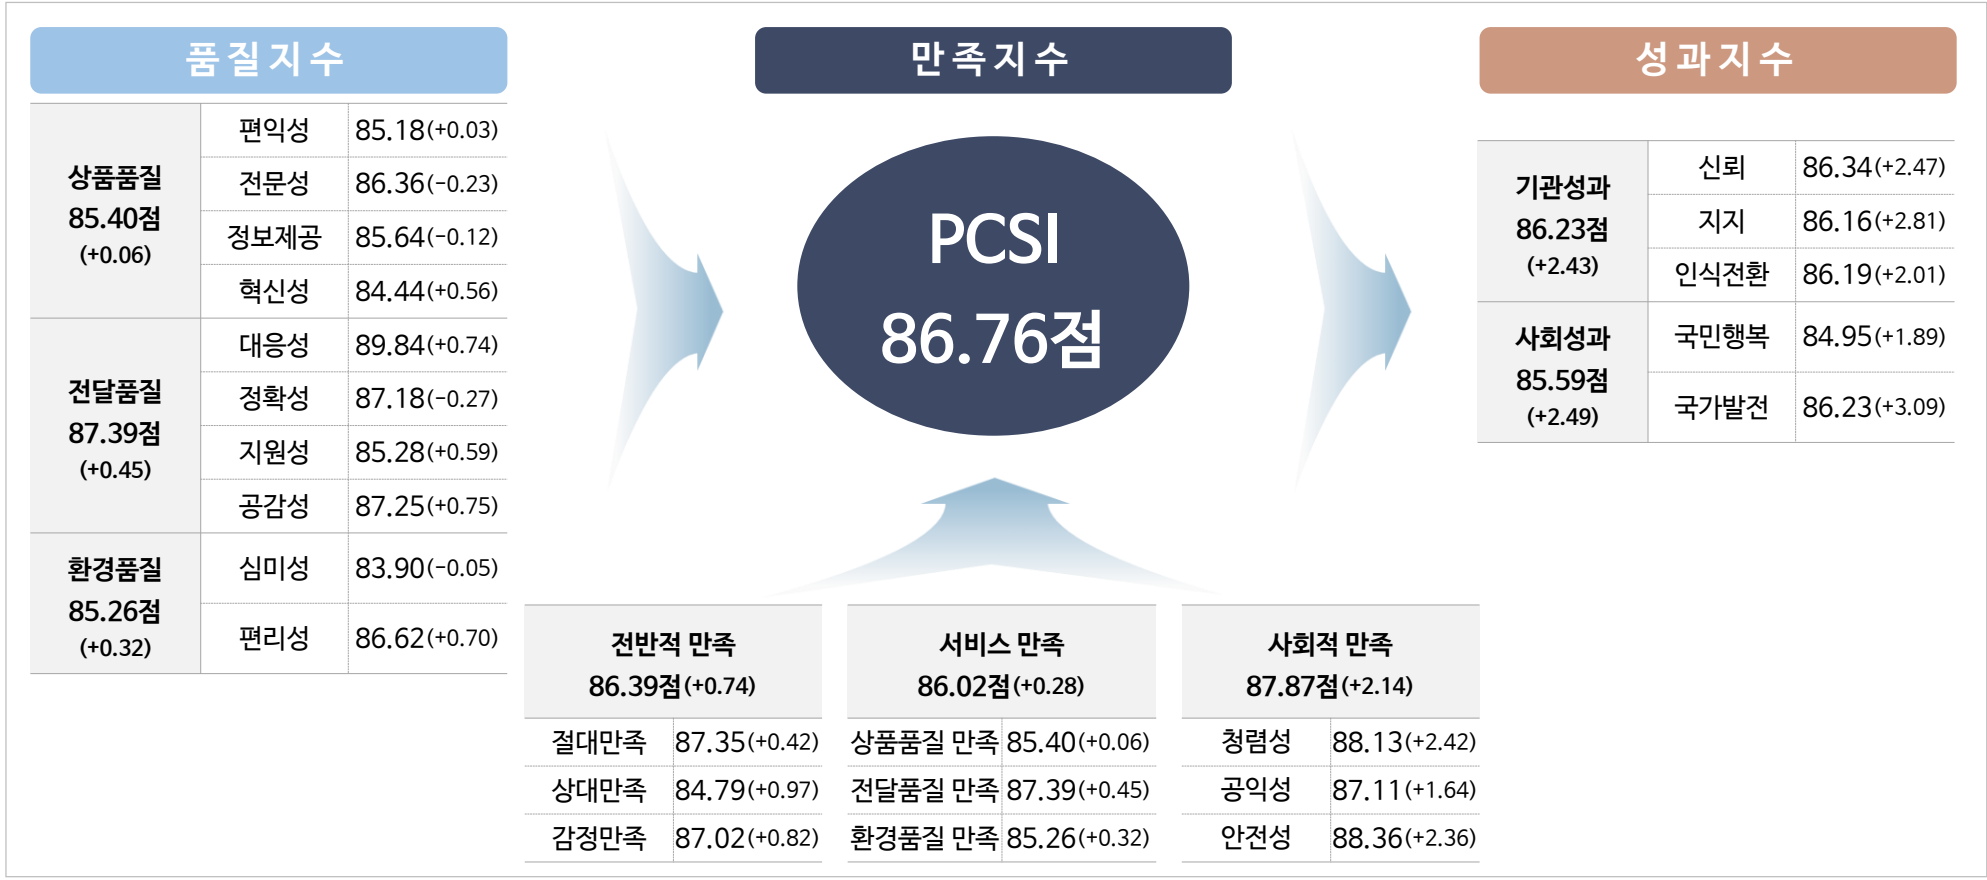 품질지수
상품품질
85.40점
(+0.06)
편익성 85.18(+0.03)
전문성 86.36(−0.23)
정보제공 85.64(−0.12)
혁신성 84.44(+0.56)
전달품질
87.39점
(+0.45)
대응성 89.84(+0.74)
정확성 87.18(−0.27)
지원성 85.28(+0.59)
공감성 87.25(+0.75)
환경품질
85.26점
(+0.32)
심미성 83.90(−0.05)
편리성 86.62(+0.70)
만족지수
PCSI
86.76점
전반적 만족
86.39점(+0.74)
절대만족 87.35(+0.42)
상대만족 84.79(+0.97)
감정만족 87.02(+0.82)
서비스 만족
86.02점(+0.28)
상품품질 만족 85.40(+0.06)
전달품질 만족 87.39(+0.45)
환경품질 만족 85.26(+0.32)
사회적 만족
87.87점(+2.14)
청렴성 88.13(+2.42)
공익성 87.11(+1.64)
안전성 88.36(+2.36)
성과지수
기관성과
86.23점
(+2.43)
신뢰 86.34(+2.47)
지지 86.16(+2.81)
인식전환 86.19(+2.01)
사회성과
85.59점
(+2.49)
국민행복 84.95(+1.89)
국가발전 86.23(+3.09)